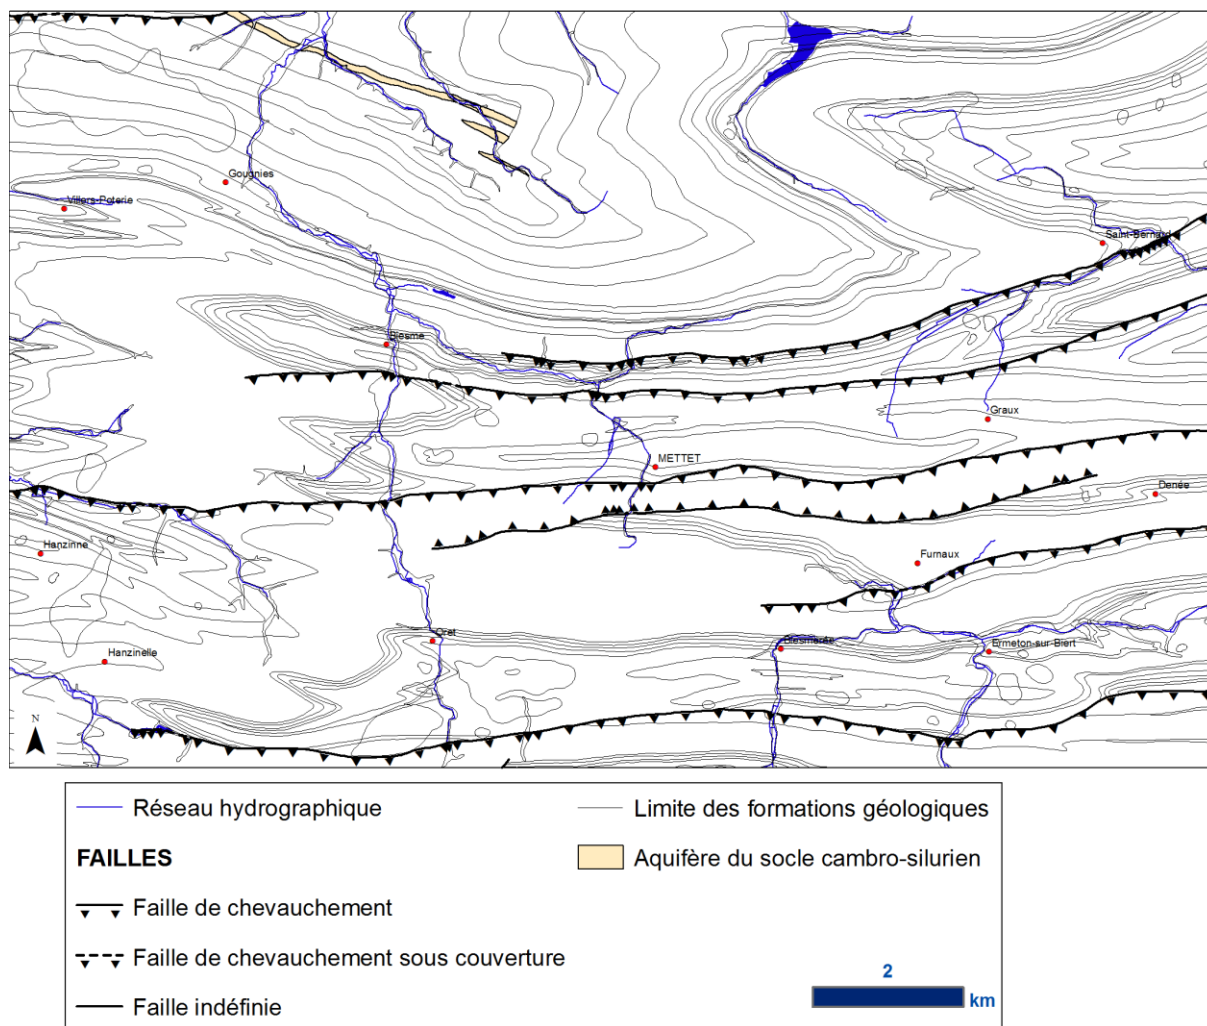 Gougnies
Villers-Poterie
Saint-Bernard
Biesme
Graux
METTET
Denée
Hanzinne
Furnaux
Oret
Biesmerée
Ermeton-sur-Biert
Hanzinelle
N
Réseau hydrographique
Limite des formations géologiques
FAILLES
Aquifère du socle cambro-silurien
Faille de chevauchement
Faille de chevauchement sous couverture
2
km
Faille indéfinie